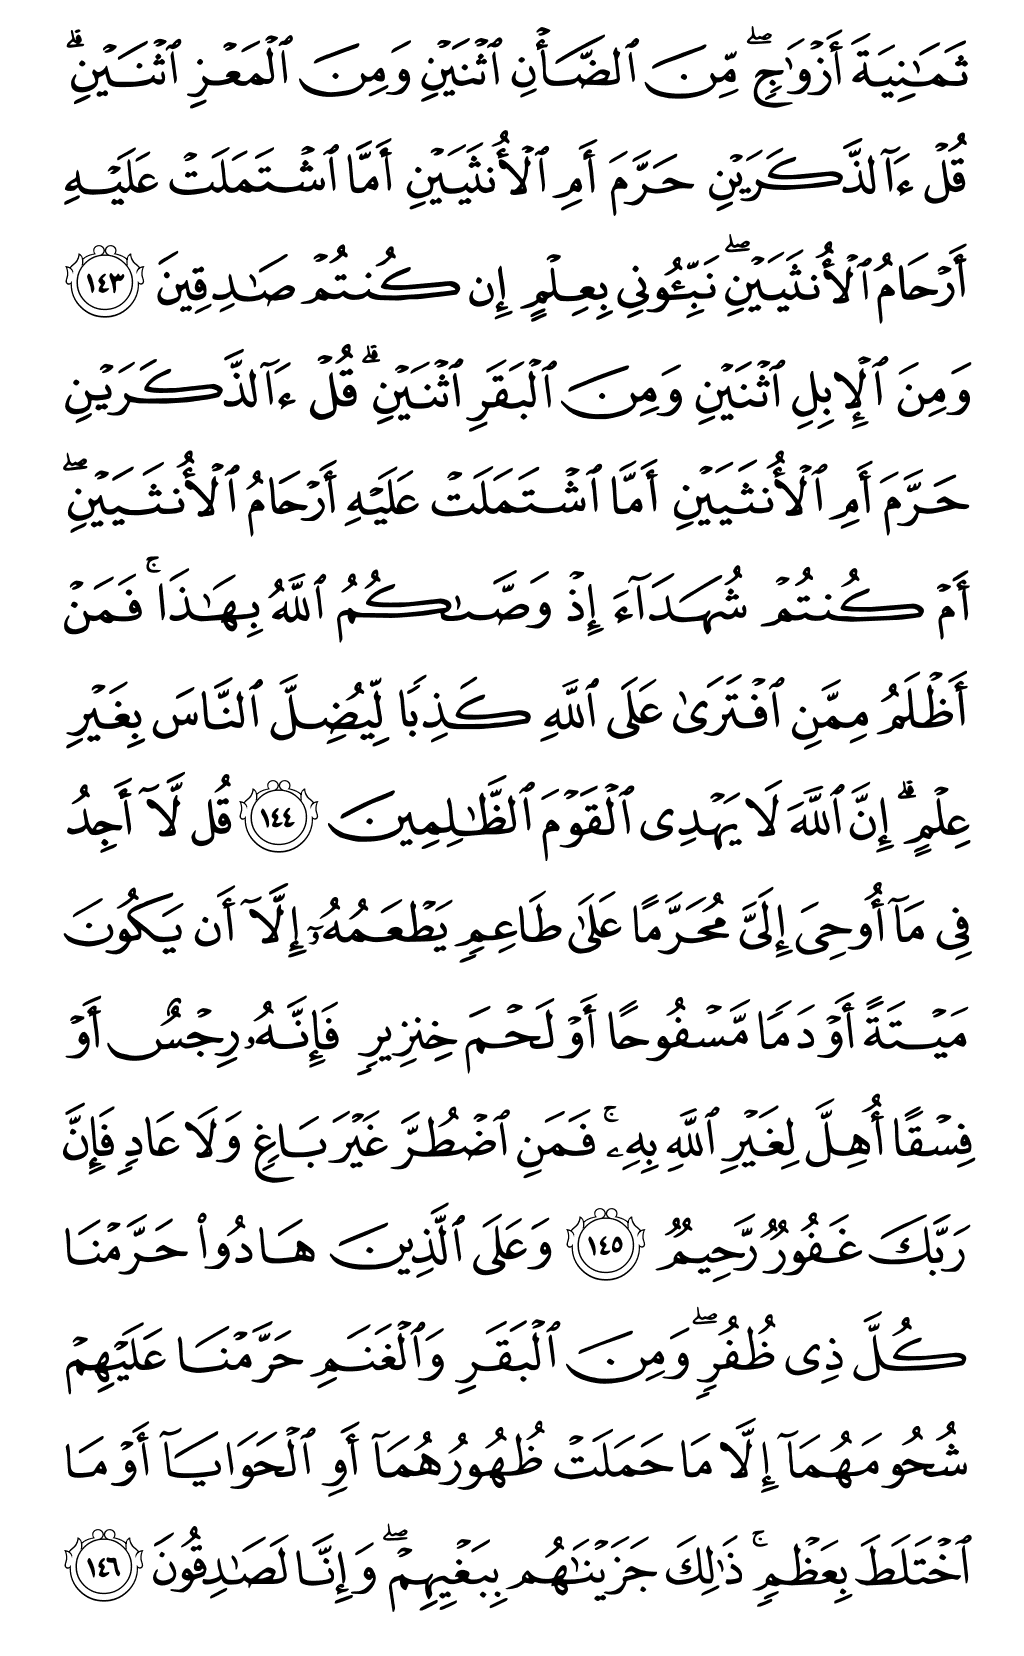 ثَمَـٰنِيَةَ أَزۡوَٰجٖۖ مِّنَ ٱلضَّأۡنِ ٱثۡنَيۡنِ وَمِنَ ٱلۡمَعۡزِ ٱثۡنَيۡنِۗ
قُلۡ ءَآلذَّكَرَيۡنِ حَرَّمَ أَمِ ٱلۡأُنثَيَيۡنِ أَمَّا ٱشۡتَمَلَتۡ عَلَيۡهِ
أَرۡحَامُ ٱلۡأُنثَيَيۡنِۖ نَبِّـُٔونِي بِعِلۡمٍ إِن كُنتُمۡ صَـٰدِقِينَ ١٤٣
وَمِنَ ٱلۡإِبِلِ ٱثۡنَيۡنِ وَمِنَ ٱلۡبَقَرِ ٱثۡنَيۡنِۗ قُلۡ ءَآلذَّكَرَيۡنِ
حَرَّمَ أَمِ ٱلۡأُنثَيَيۡنِ أَمَّا ٱشۡتَمَلَتۡ عَلَيۡهِ أَرۡحَامُ ٱلۡأُنثَيَيۡنِۖ
أَمۡ كُنتُمۡ شُهَدَآءَ إِذۡ وَصَّىٰكُمُ ٱللَّهُ بِهَـٰذَاۚ فَمَنۡ
أَظۡلَمُ مِمَّنِ ٱفۡتَرَىٰ عَلَى ٱللَّهِ كَذِبٗا لِّيُضِلَّ ٱلنَّاسَ بِغَيۡرِ
عِلۡمٍۚ إِنَّ ٱللَّهَ لَا يَهۡدِى ٱلۡقَوۡمَ ٱلظَّـٰلِمِينَ ١٤٤ قُل لَّآ أَجِدُ
فِي مَآ أُوحِىَ إِلَىَّ مُحَرَّمًا عَلَىٰ طَاعِمٖ يَطۡعَمُهُۥٓ إِلَّآ أَن يَكُونَ
مَيۡتَةً أَوۡ دَمٗا مَّسۡفُوحًا أَوۡ لَحۡمَ خِنزِيرٖ فَإِنَّهُۥ رِجۡسٌ أَوۡ
فِسۡقًا أُهِلَّ لِغَيۡرِ ٱللَّهِ بِهِۦۚ فَمَنِ ٱضۡطُرَّ غَيۡرَ بَاغٖ وَلَا عَادٖ فَإِنَّ
رَبَّكَ غَفُورٞ رَّحِيمٞ ١٤٥ وَعَلَى ٱلَّذِينَ هَادُواْ حَرَّمۡنَا
كُلَّ ذِى ظُفُرٖۖ وَمِنَ ٱلۡبَقَرِ وَٱلۡغَنَمِ حَرَّمۡنَا عَلَيۡهِمۡ
شُحُومَهُمَآ إِلَّا مَا حَمَلَتۡ ظُهُورُهُمَآ أَوِ ٱلۡحَوَايَآ أَوۡ مَا
ٱخۡتَلَطَ بِعَظۡمٖۚ ذَٰلِكَ جَزَيۡنَـٰهُم بِبَغۡيِهِمۡۖ وَإِنَّا لَصَـٰدِقُونَ ١٤٦